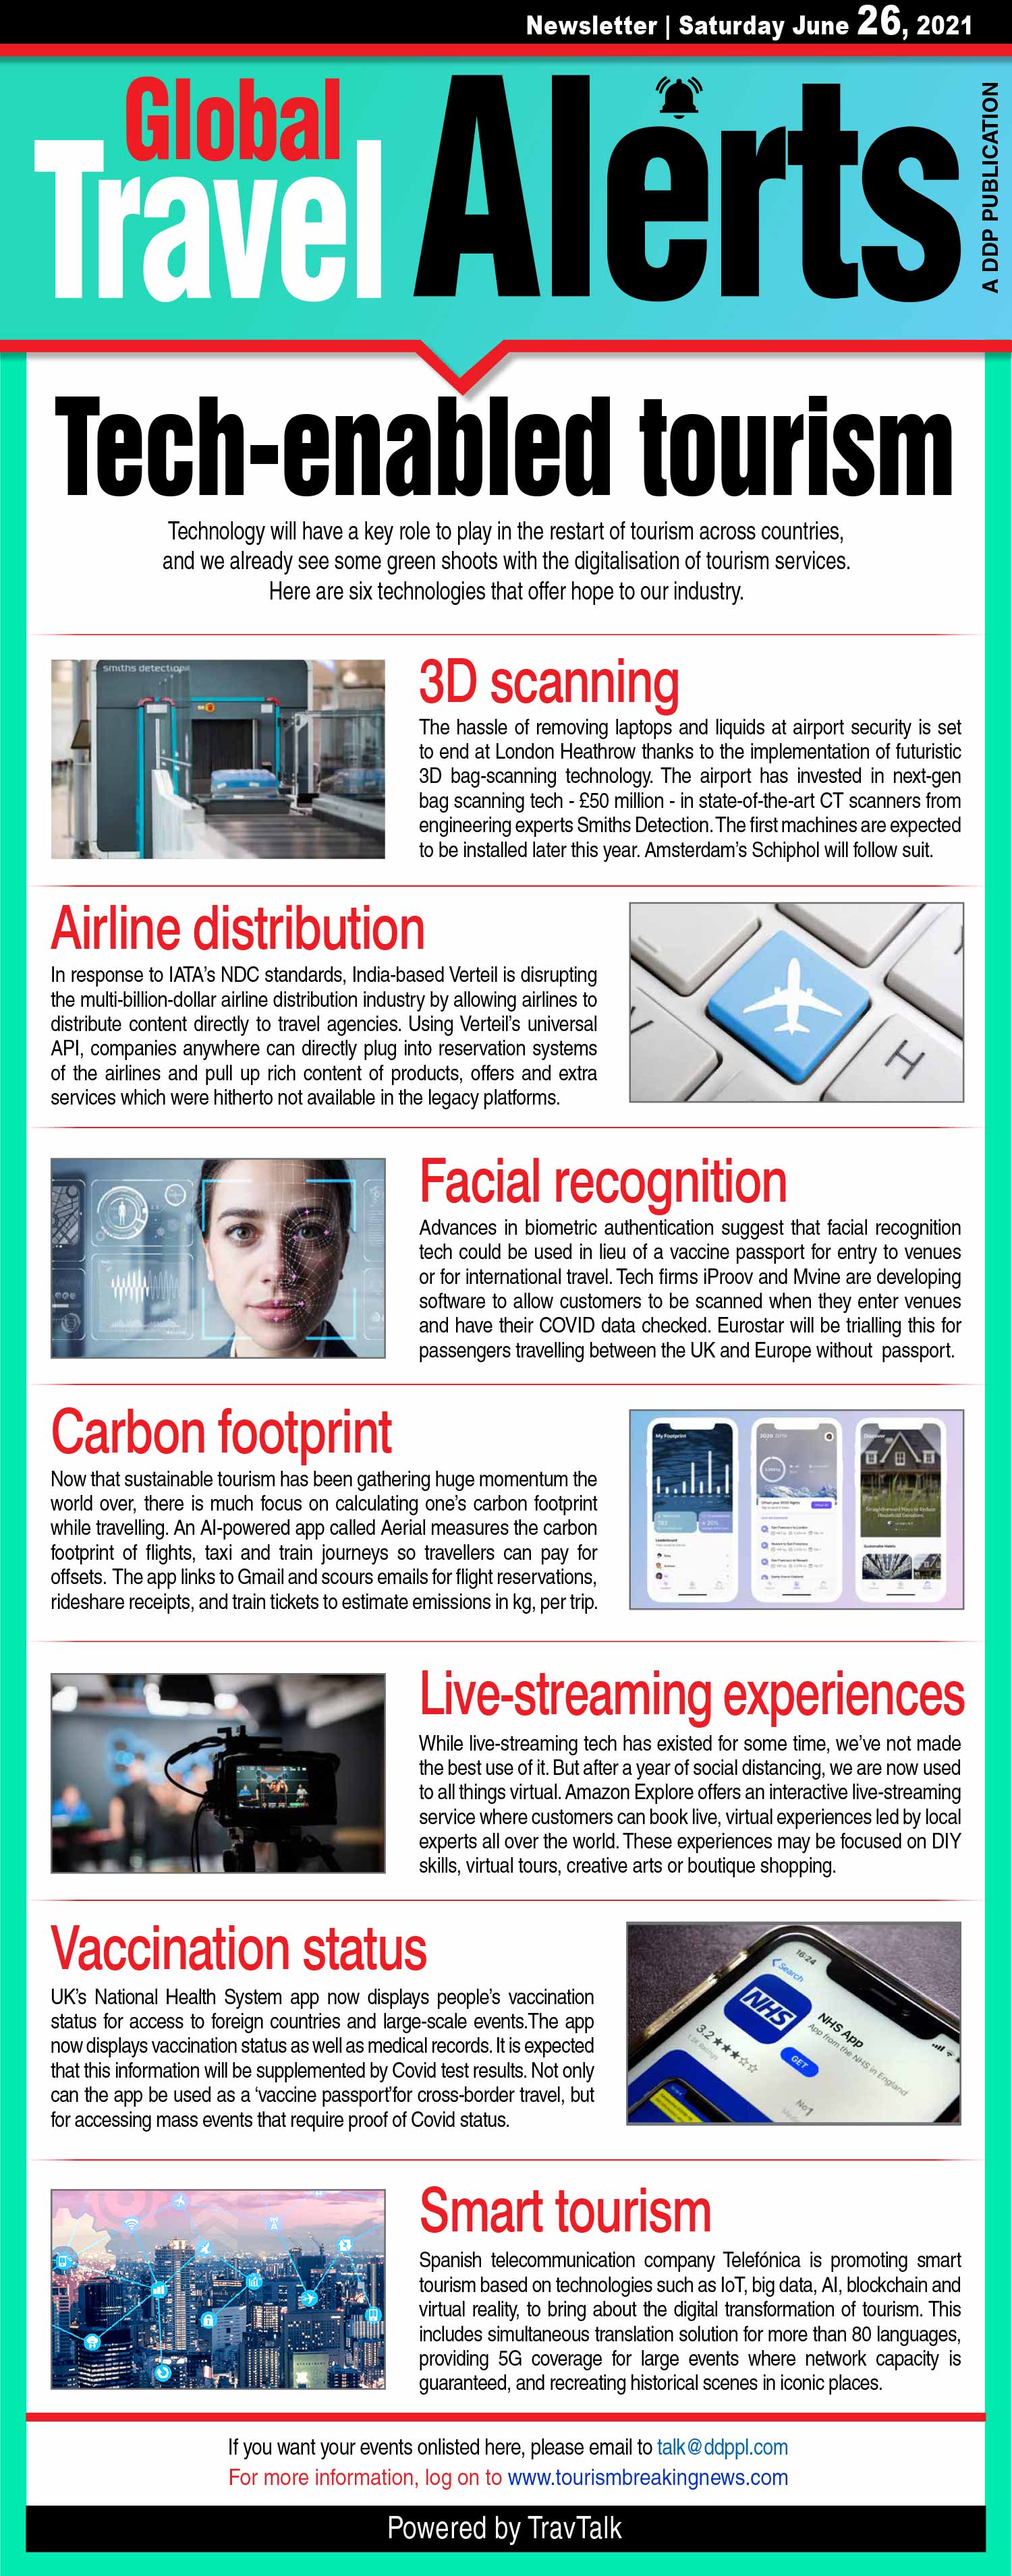 Newsletter | Saturday June 26, 2021
Global
Travel Alerts
A DDP PUBLICATION
Tech-enabled tourism
Technology will have a key role to play in the restart of tourism across countries,
and we already see some green shoots with the digitalisation of tourism services.
Here are six technologies that offer hope to our industry.
smiths detection
3D scanning
The hassle of removing laptops and liquids at airport security is set
to end at London Heathrow thanks to the implementation of futuristic
3D bag-scanning technology. The airport has invested in next-gen
bag scanning tech - £50 million - in state-of-the-art CT scanners from
engineering experts Smiths Detection. The first machines are expected
to be installed later this year. Amsterdam's Schiphol will follow suit.
Airline distribution
In response to IATA's NDC standards, India-based Verteil is disrupting
the multi-billion-dollar airline distribution industry by allowing airlines to
distribute content directly to travel agencies. Using Verteil's universal
API, companies anywhere can directly plug into reservation systems
of the airlines and pull up rich content of products, offers and extra
services which were hitherto not available in the legacy platforms.
H
Facial recognition
Advances in biometric authentication suggest that facial recognition
tech could be used in lieu of a vaccine passport for entry to venues
or for international travel. Tech firms iProov and Mvine are developing
software to allow customers to be scanned when they enter venues
and have their COVID data checked. Eurostar will be trialling this for
passengers travelling between the UK and Europe without passport.
Carbon footprint
Now that sustainable tourism has been gathering huge momentum the
world over, there is much focus on calculating one's carbon footprint
while travelling. An AI-powered app called Aerial measures the carbon
footprint of flights, taxi and train journeys so travellers can pay for
offsets. The app links to Gmail and scours emails for flight reservations,
rideshare receipts, and train tickets to estimate emissions in kg, per trip.
My Footprint
Leaderboard
2020 2019
Discover
Straightforward Ways to Reduce
Household Emissions
Sustainable Hotels
Live-streaming experiences
While live-streaming tech has existed for some time, we've not made
the best use of it. But after a year of social distancing, we are now used
to all things virtual. Amazon Explore offers an interactive live-streaming
service where customers can book live, virtual experiences led by local
experts all over the world. These experiences may be focused on DIY
skills, virtual tours, creative arts or boutique shopping.
Vaccination status
UK's National Health System app now displays people's vaccination
status for access to foreign countries and large-scale events.The app
now displays vaccination status as well as medical records. It is expected
that this information will be supplemented by Covid test results. Not only
can the app be used as a 'vaccine passport'for cross-border travel, but
for accessing mass events that require proof of Covid status.
16:24
Search
NHS
NHS App
App from the NHS in England
GET
3.2
No1
Smart tourism
Spanish telecommunication company Telefónica is promoting smart
tourism based on technologies such as IoT, big data, AI, blockchain and
virtual reality, to bring about the digital transformation of tourism. This
includes simultaneous translation solution for more than 80 languages,
providing 5G coverage for large events where network capacity is
guaranteed, and recreating historical scenes in iconic places.
If you want your events onlisted here, please email to talk@ddppl.com
For more information, log on to www.tourismbreakingnews.com
Powered by TravTalk